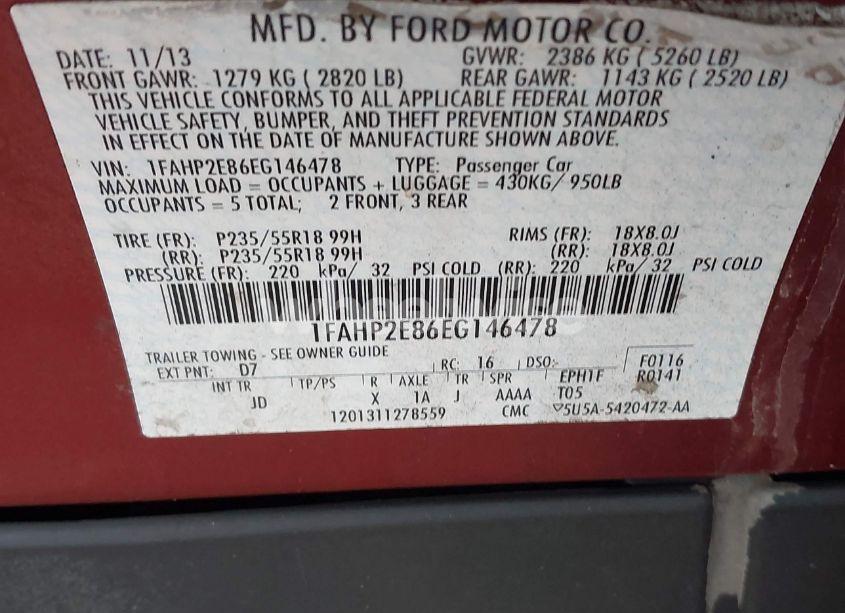 MFD. BY FORD MOTOR CO.
DATE: 11/13 GVWR: 2386 KG ( 5260 LB)
FRONT GAWR: 1279 KG ( 2820 LB) REAR GAWR: 1143 KG ( 2520 LB)
THIS VEHICLE CONFORMS TO ALL APPLICABLE FEDERAL MOTOR
VEHICLE SAFETY, BUMPER, AND THEFT PREVENTION STANDARDS
IN EFFECT ON THE DATE OF MANUFACTURE SHOWN ABOVE.
VIN: 1FAHP2E86EG146478 TYPE: Passenger Car
MAXIMUM LOAD = OCCUPANTS + LUGGAGE = 430KG/ 950LB
OCCUPANTS = 5 TOTAL; 2 FRONT, 3 REAR
TIRE (FR): P235/55R18 99H RIMS (FR): 18X8.0J
(RR): P235/55R18 99H (RR): 18X8.0J
PRESSURE (FR): 220 kPa/ 32 PSI COLD (RR): 220 kPa/ 32 PSI COLD
1FAHP2E86EG146478
TRAILER TOWING - SEE OWNER GUIDE
EXT PNT: D7 RC: 16 DSO: F0116
INT TR TP/PS R AXLE TR SPR EPH1F R0141
JD X 1A J AAAA T05
1201311278559 CMC ▽5U5A-5420472-AA